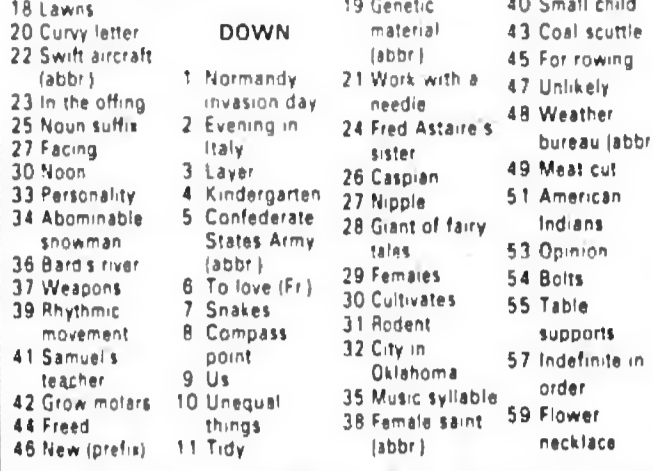 18 Lawns
20 Curvy letter
22 Swift aircraft
(abbr)
23 In the offing
25 Noun suffix
27 Facing
30 Noon
33 Personality
34 Abominable
snowman
36 Bard's river
37 Weapons
39 Rhythmic
movement
41 Samuel's
teacher
42 Grow molars
44 Freed
46 New (prefix)
DOWN
1 Normandy
invasion day
2 Evening in
Italy
3 Layer
4 Kindergarten
5 Confederate
States Army
(abbr)
6 To love (Fr)
7 Snakes
8 Compass
point
9 Us
10 Unequal
things
11 Tidy
19 Genetic
material
(abbr)
21 Work with a
needle
24 Fred Astaire's
sister
26 Caspian
27 Nipple
28 Giant of fairy
tales
29 Females
30 Cultivates
31 Rodent
32 City in
Oklahoma
35 Music syllable
38 Female saint
(abbr)
40 Small child
43 Coal scuttle
45 For rowing
47 Unlikely
48 Weather
bureau (abbr
49 Meat cut
51 American
Indians
53 Opinion
54 Bolts
55 Table
supports
57 Indefinite in
order
59 Flower
necklace